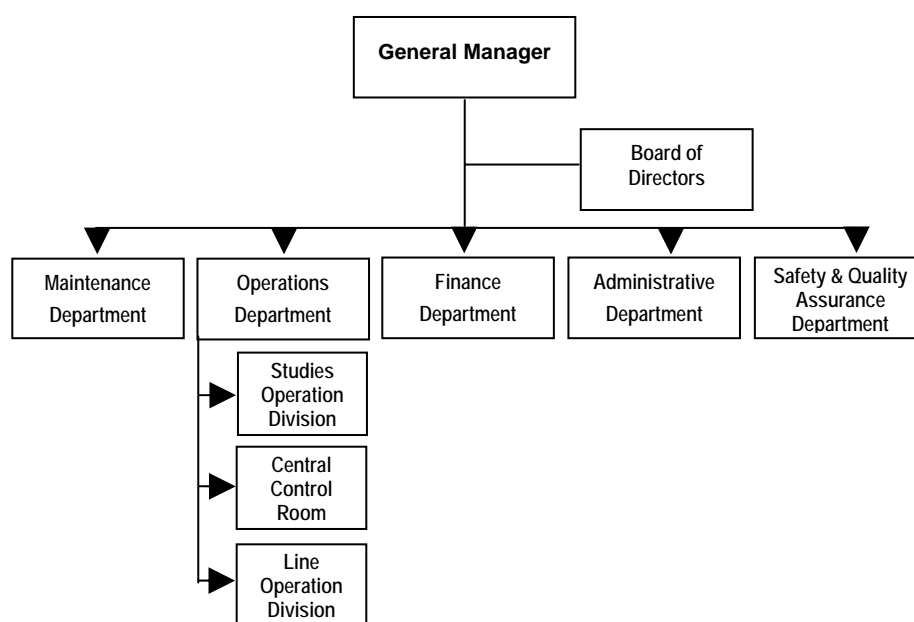 General Manager
Board of
Directors
Maintenance
Department
Operations
Department
Finance
Department
Administrative
Department
Safety & Quality
Assurance
Department
Studies
Operation
Division
Central
Control
Room
Line
Operation
Division